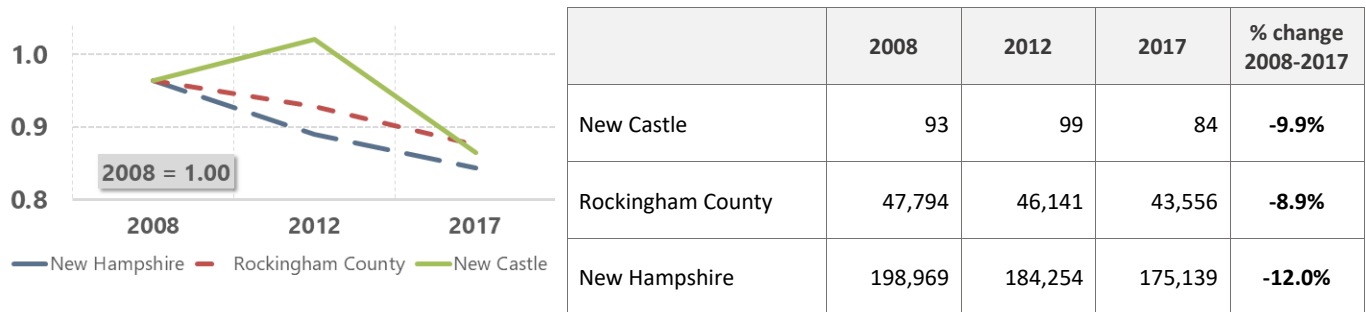 1.0
0.9
0.8
2008 = 1.00
2008 2012 2017
New Hampshire Rockingham County New Castle
2008 2012 2017 % change
2008-2017
New Castle 93 99 84 -9.9%
Rockingham County 47,794 46,141 43,556 -8.9%
New Hampshire 198,969 184,254 175,139 -12.0%